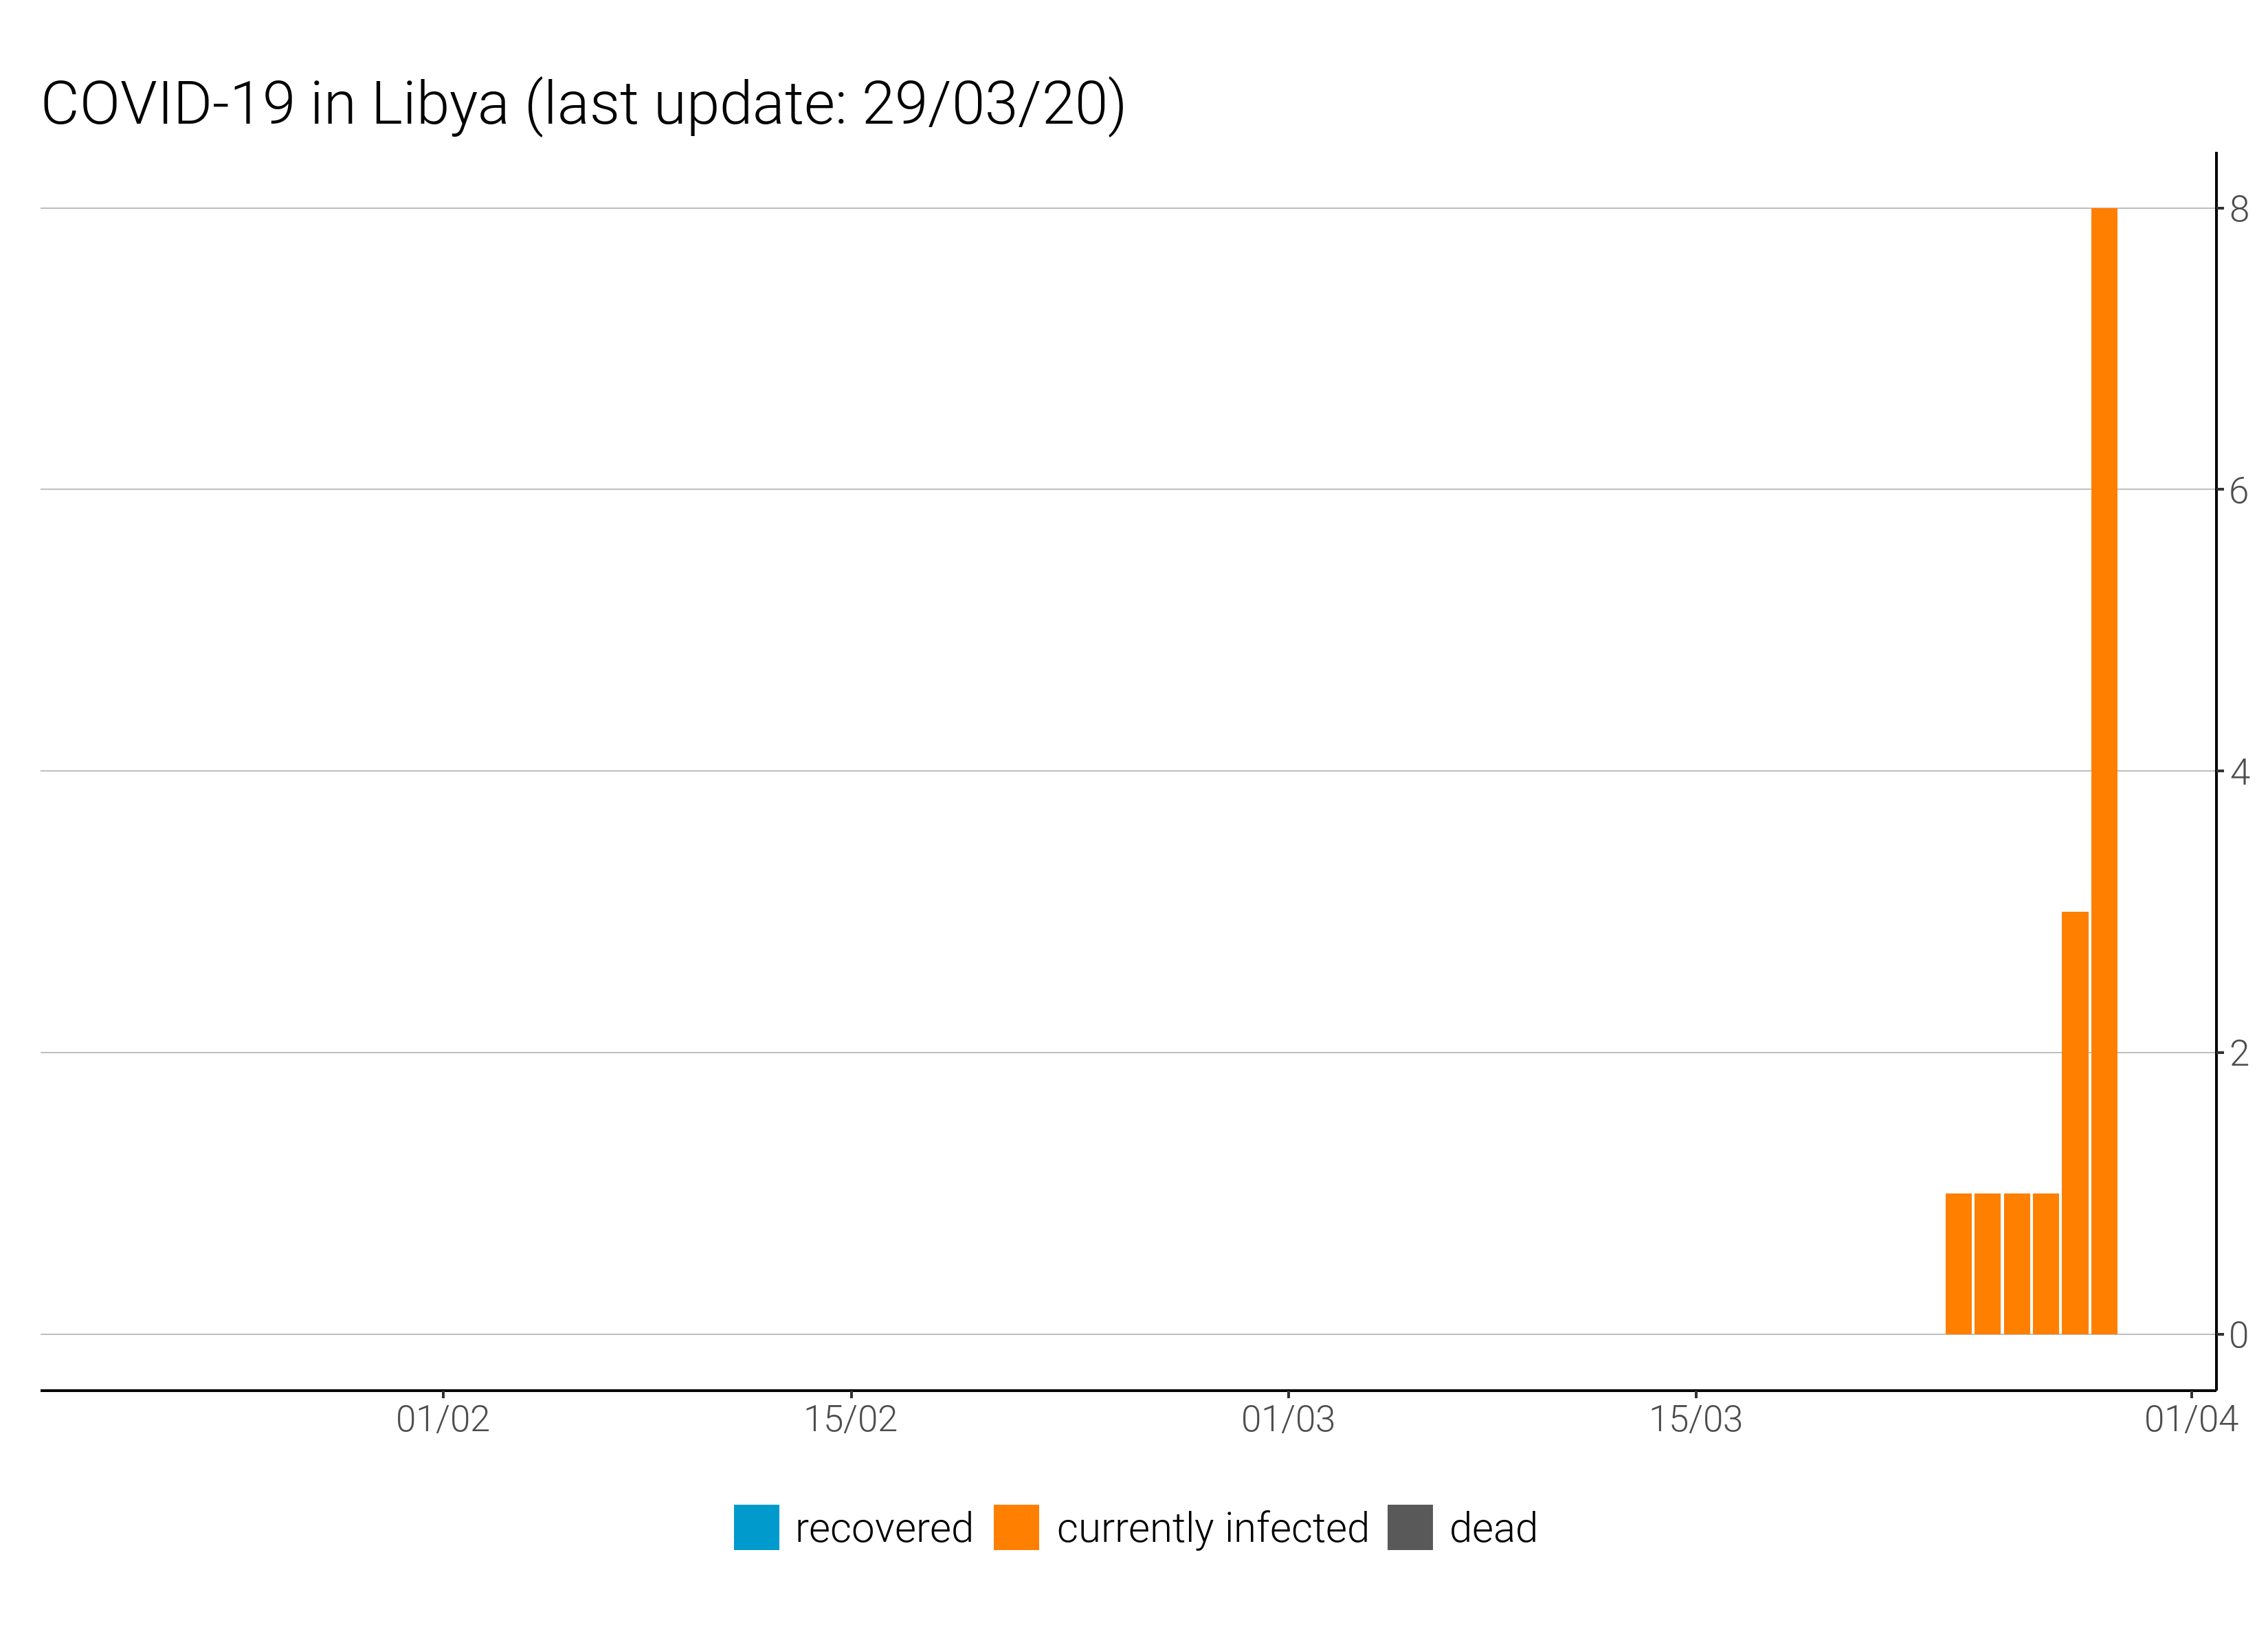 COVID-19 in Libya (last update: 29/03/20)
8
6
4
2
0
01/02 15/02 01/03 15/03 01/04
recovered currently infected dead